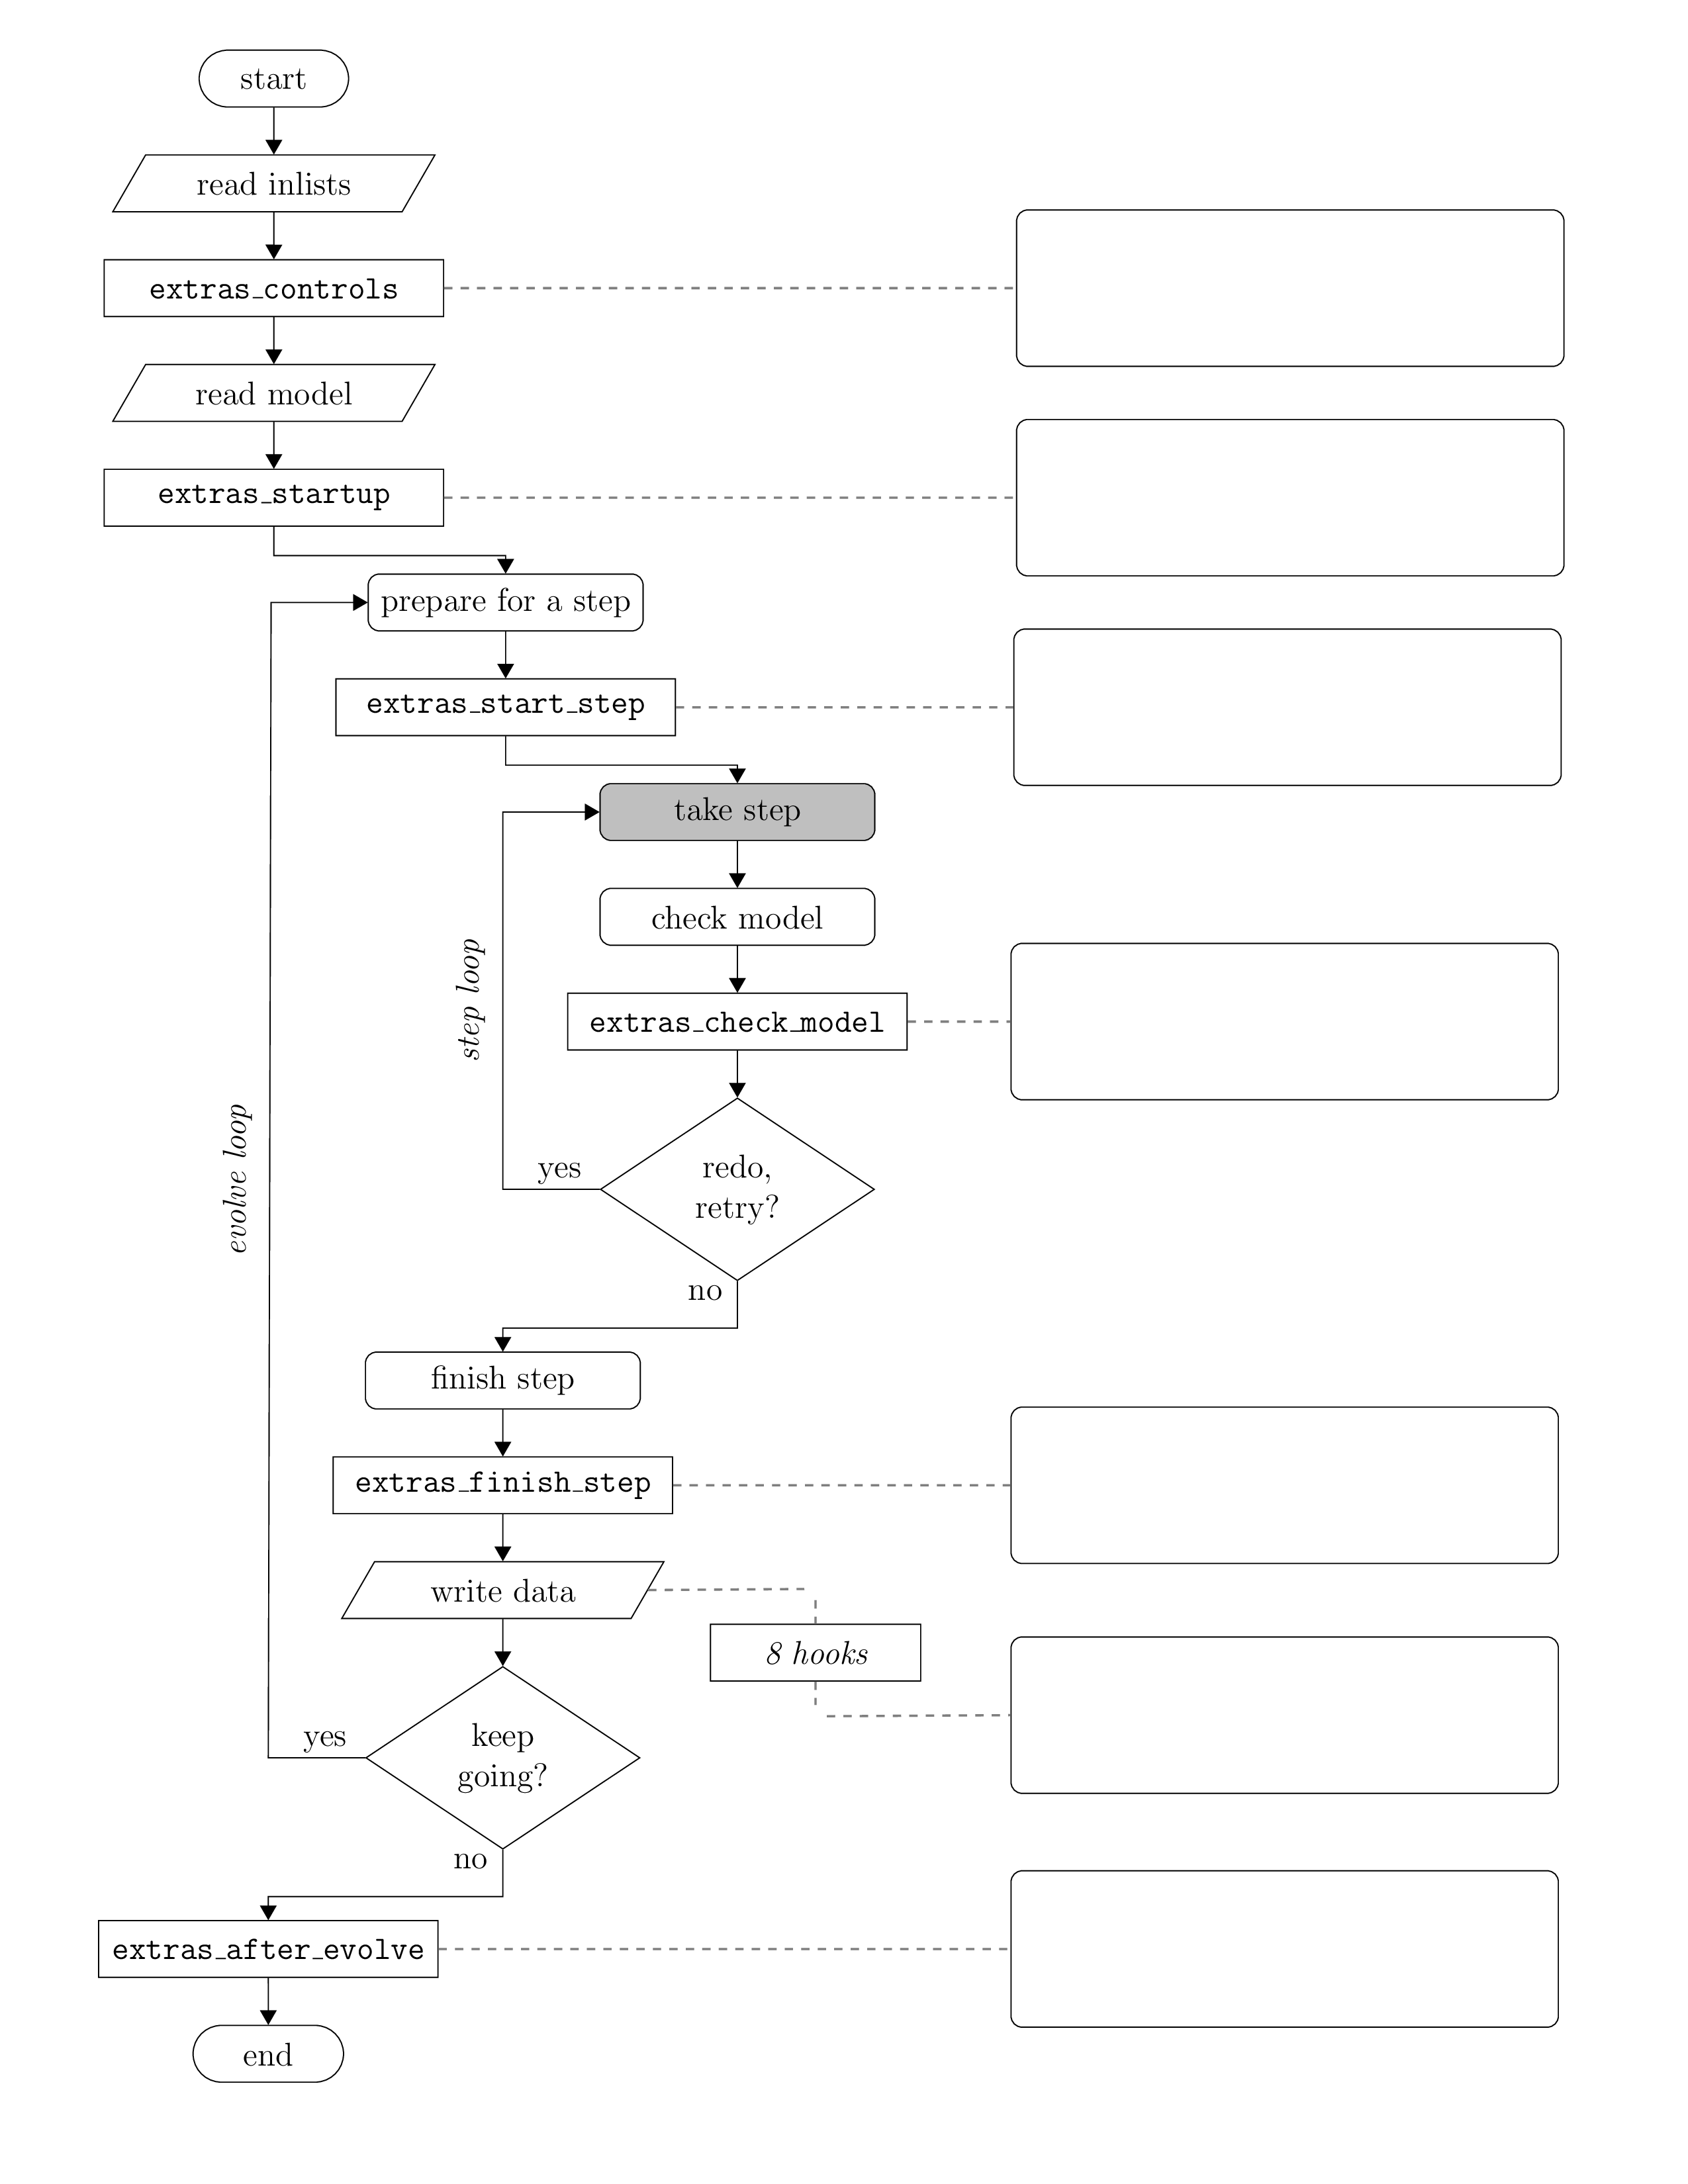 start
read inlists
extras_controls
read model
extras_startup
prepare for a step
extras_start_step
take step
check model
extras_check_model
step loop
redo,
retry?
yes
no
evolve loop
finish step
extras_finish_step
write data
8 hooks
keep
going?
yes
no
extras_after_evolve
end